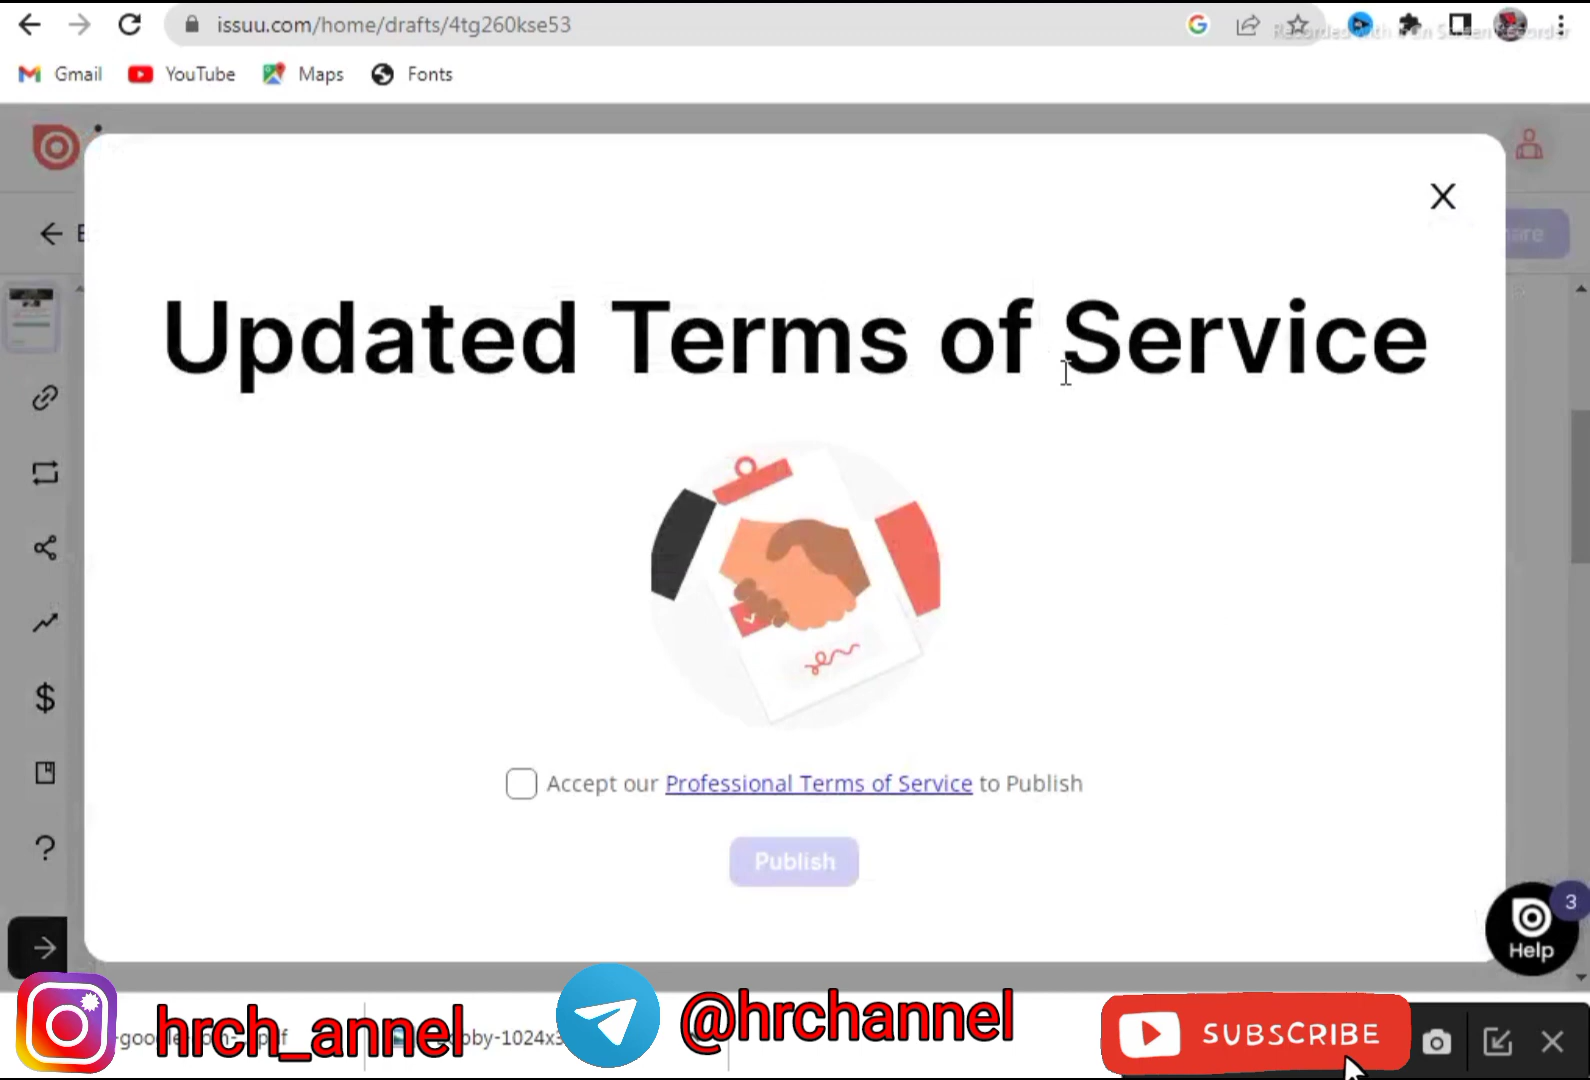 issuu.com/home/drafts/4tg260kse53
Gmail YouTube Maps Fonts
Updated Terms of Service
Accept our Professional Terms of Service to Publish
Publish
3
Help
hrch_annel @hrchannel SUBSCRIBE